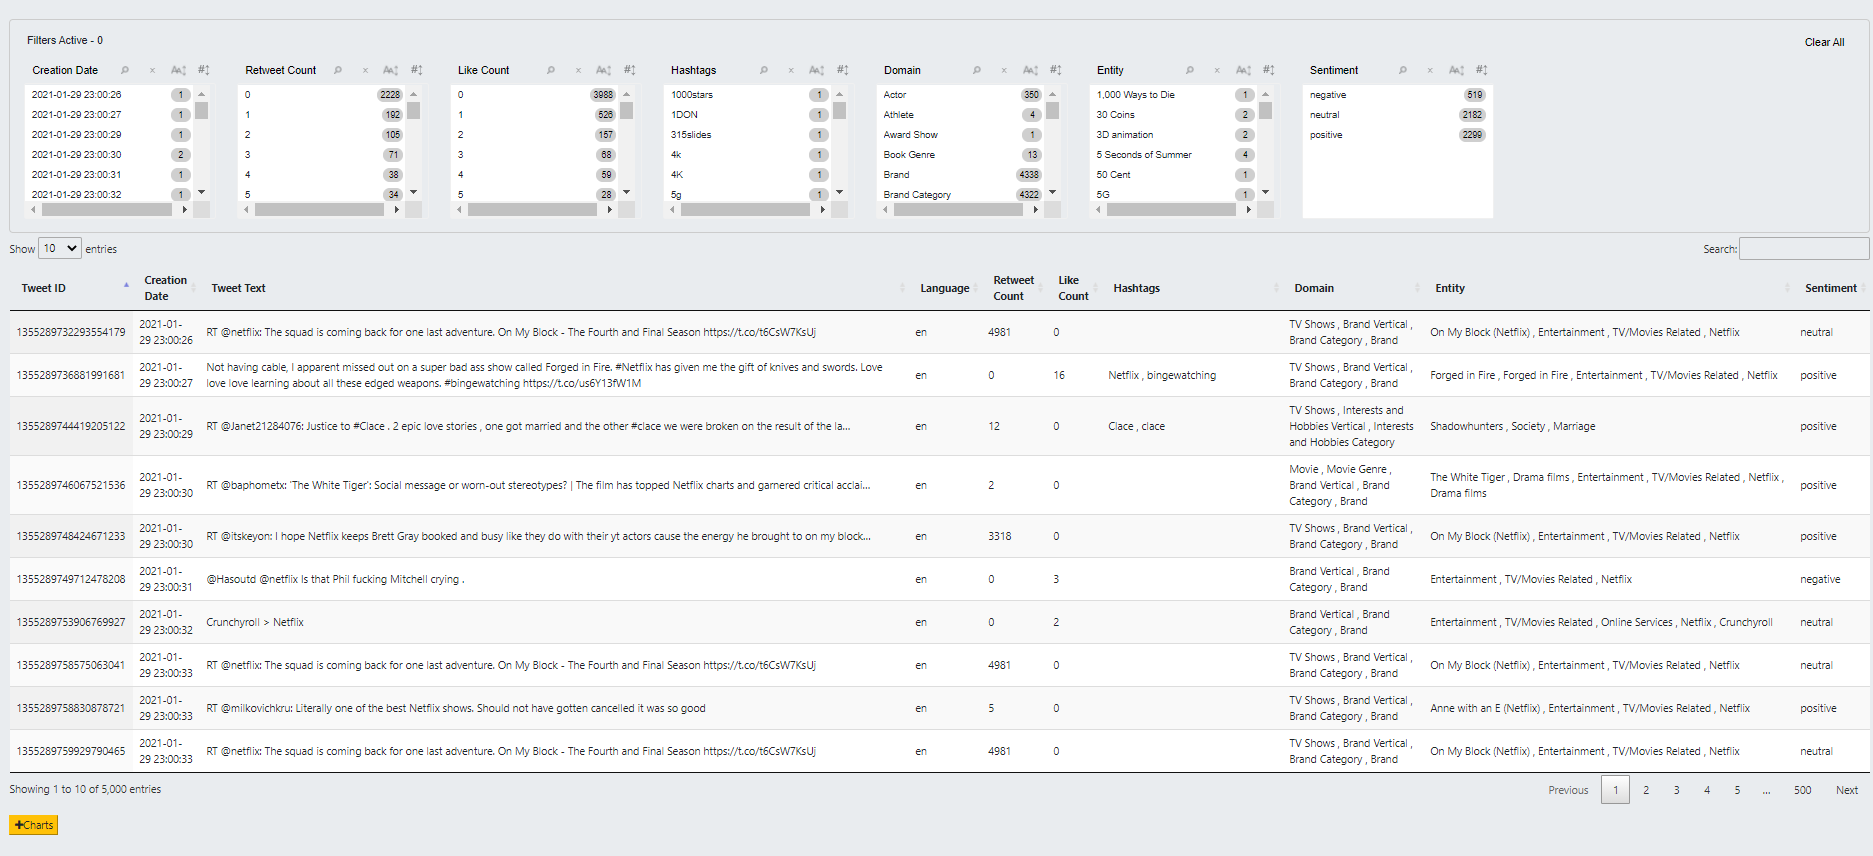 Filters Active - 0
Clear All
Creation Date
2021-01-29 23:00:26 1
2021-01-29 23:00:27 1
2021-01-29 23:00:29 1
2021-01-29 23:00:30 2
2021-01-29 23:00:31 1
2021-01-29 23:00:32 1
Retweet Count
0 2228
1 192
2 105
3 71
4 38
5 34
Like Count
0 3988
1 526
2 157
3 68
4 59
5 28
Hashtags
1000stars 1
1DON 1
315slides 1
4k 1
4K 1
5g 1
Domain
Actor 350
Athlete 4
Award Show 1
Book Genre 13
Brand 4338
Brand Category 4322
Entity
1,000 Ways to Die 1
30 Coins 2
3D animation 2
5 Seconds of Summer 4
50 Cent 1
5G 1
Sentiment
negative 519
neutral 2182
positive 2299
Show 10 entries
Search:
Tweet ID Creation Date Tweet Text Language Retweet Count Like Count Hashtags Domain Entity Sentiment
1355289732293554179 2021-01-29 23:00:26 RT @netflix: The squad is coming back for one last adventure. On My Block - The Fourth and Final Season https://t.co/t6CsW7KsUj en 4981 0 TV Shows , Brand Vertical , Brand Category , Brand On My Block (Netflix) , Entertainment , TV/Movies Related , Netflix neutral
1355289736881991681 2021-01-29 23:00:27 Not having cable, I apparent missed out on a super bad ass show called Forged in Fire. #Netflix has given me the gift of knives and swords. Love love love learning about all these edged weapons. #bingewatching https://t.co/us6Y13fW1M en 0 16 Netflix , bingewatching TV Shows , Brand Vertical , Brand Category , Brand Forged in Fire , Forged in Fire , Entertainment , TV/Movies Related , Netflix positive
1355289744419205122 2021-01-29 23:00:29 RT @Janet21284076: Justice to #Clace . 2 epic love stories , one got married and the other #clace we were broken on the result of the la... en 12 0 Clace , clace TV Shows , Interests and Hobbies Vertical , Interests and Hobbies Category Shadowhunters , Society , Marriage positive
1355289746067521536 2021-01-29 23:00:30 RT @baphometx: 'The White Tiger': Social message or worn-out stereotypes? | The film has topped Netflix charts and garnered critical acclai... en 2 0 Movie , Movie Genre , Brand Vertical , Brand Category , Brand The White Tiger , Drama films , Entertainment , TV/Movies Related , Netflix , Drama films positive
1355289748424671233 2021-01-29 23:00:30 RT @itskeyon: I hope Netflix keeps Brett Gray booked and busy like they do with their yt actors cause the energy he brought to on my block... en 3318 0 TV Shows , Brand Vertical , Brand Category , Brand On My Block (Netflix) , Entertainment , TV/Movies Related , Netflix positive
1355289749712478208 2021-01-29 23:00:31 @Hasoutd @netflix Is that Phil fucking Mitchell crying . en 0 3 Brand Vertical , Brand Category , Brand Entertainment , TV/Movies Related , Netflix negative
1355289753906769927 2021-01-29 23:00:32 Crunchyroll > Netflix en 0 2 Brand Vertical , Brand Category , Brand Entertainment , TV/Movies Related , Online Services , Netflix , Crunchyroll neutral
1355289758575063041 2021-01-29 23:00:33 RT @netflix: The squad is coming back for one last adventure. On My Block - The Fourth and Final Season https://t.co/t6CsW7KsUj en 4981 0 TV Shows , Brand Vertical , Brand Category , Brand On My Block (Netflix) , Entertainment , TV/Movies Related , Netflix neutral
1355289758830878721 2021-01-29 23:00:33 RT @milkovichkru: Literally one of the best Netflix shows. Should not have gotten cancelled it was so good en 5 0 TV Shows , Brand Vertical , Brand Category , Brand Anne with an E (Netflix) , Entertainment , TV/Movies Related , Netflix positive
1355289759929790465 2021-01-29 23:00:33 RT @netflix: The squad is coming back for one last adventure. On My Block - The Fourth and Final Season https://t.co/t6CsW7KsUj en 4981 0 TV Shows , Brand Vertical , Brand Category , Brand On My Block (Netflix) , Entertainment , TV/Movies Related , Netflix neutral
Showing 1 to 10 of 5,000 entries
Previous 1 2 3 4 5 ... 500 Next
+Charts